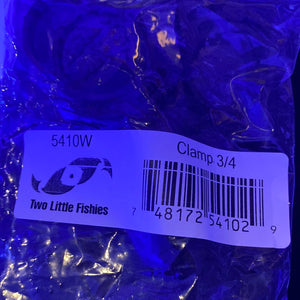 5410W
Clamp 3/4
Two Little Fishies
7 48172 54102 9